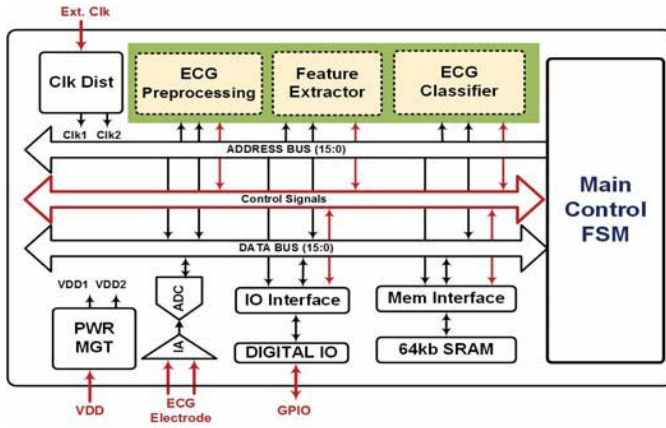 Ext. Clk
Clk Dist
Clk1 Clk2
ECG
Preprocessing
Feature
Extractor
ECG
Classifier
ADDRESS BUS (15:0)
Control Signals
DATA BUS (15:0)
Main
Control
FSM
VDD1 VDD2
PWR
MGT
VDD
ADC
IA
ECG
Electrode
IO Interface
DIGITAL IO
GPIO
Mem Interface
64kb SRAM